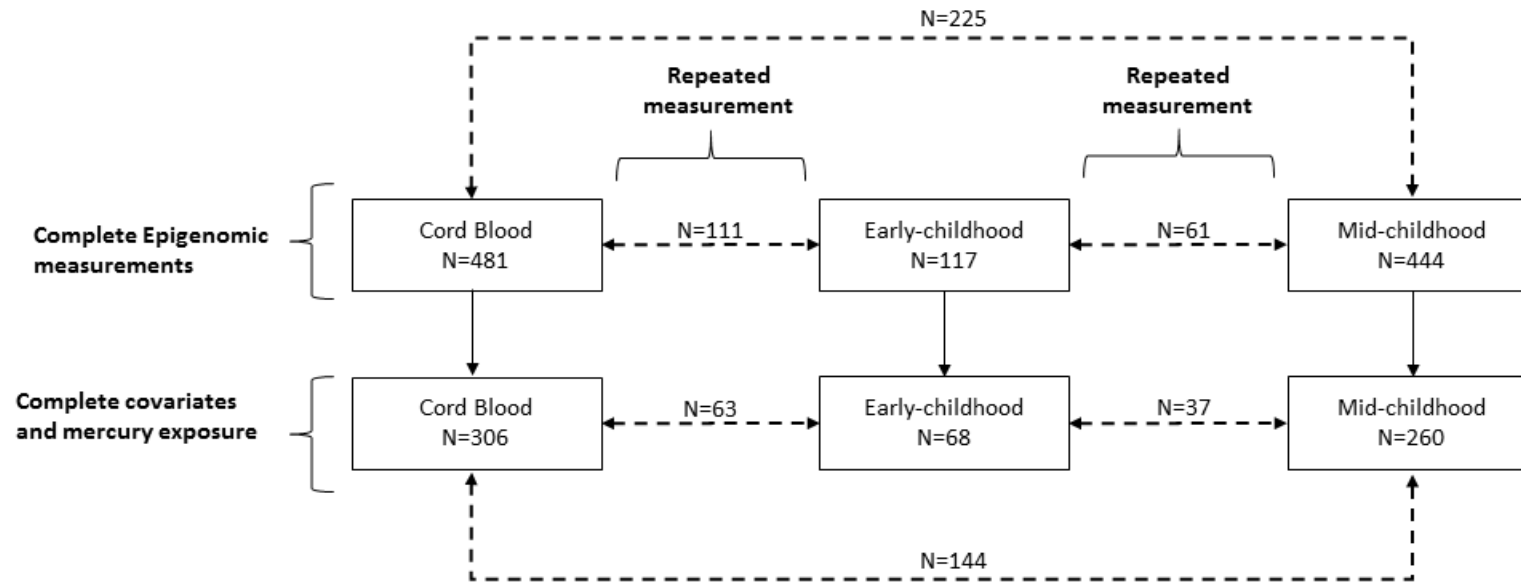 N=225
Repeated
measurement
Repeated
measurement
Complete Epigenomic
measurements
Cord Blood
N=481
N=111
Early-childhood
N=117
N=61
Mid-childhood
N=444
Complete covariates
and mercury exposure
Cord Blood
N=306
N=63
Early-childhood
N=68
N=37
Mid-childhood
N=260
N=144